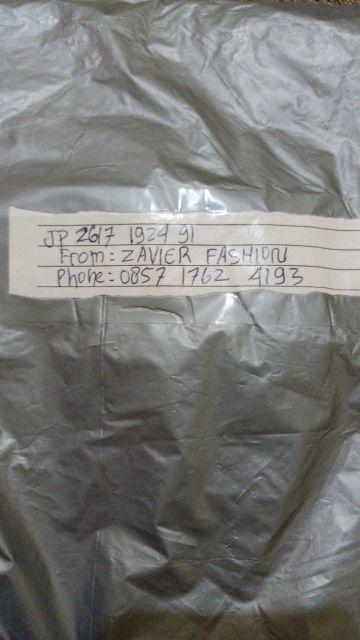 JP 2617 1924 91
From = ZAVIER FASHION
Phone = 0857 1762 4193